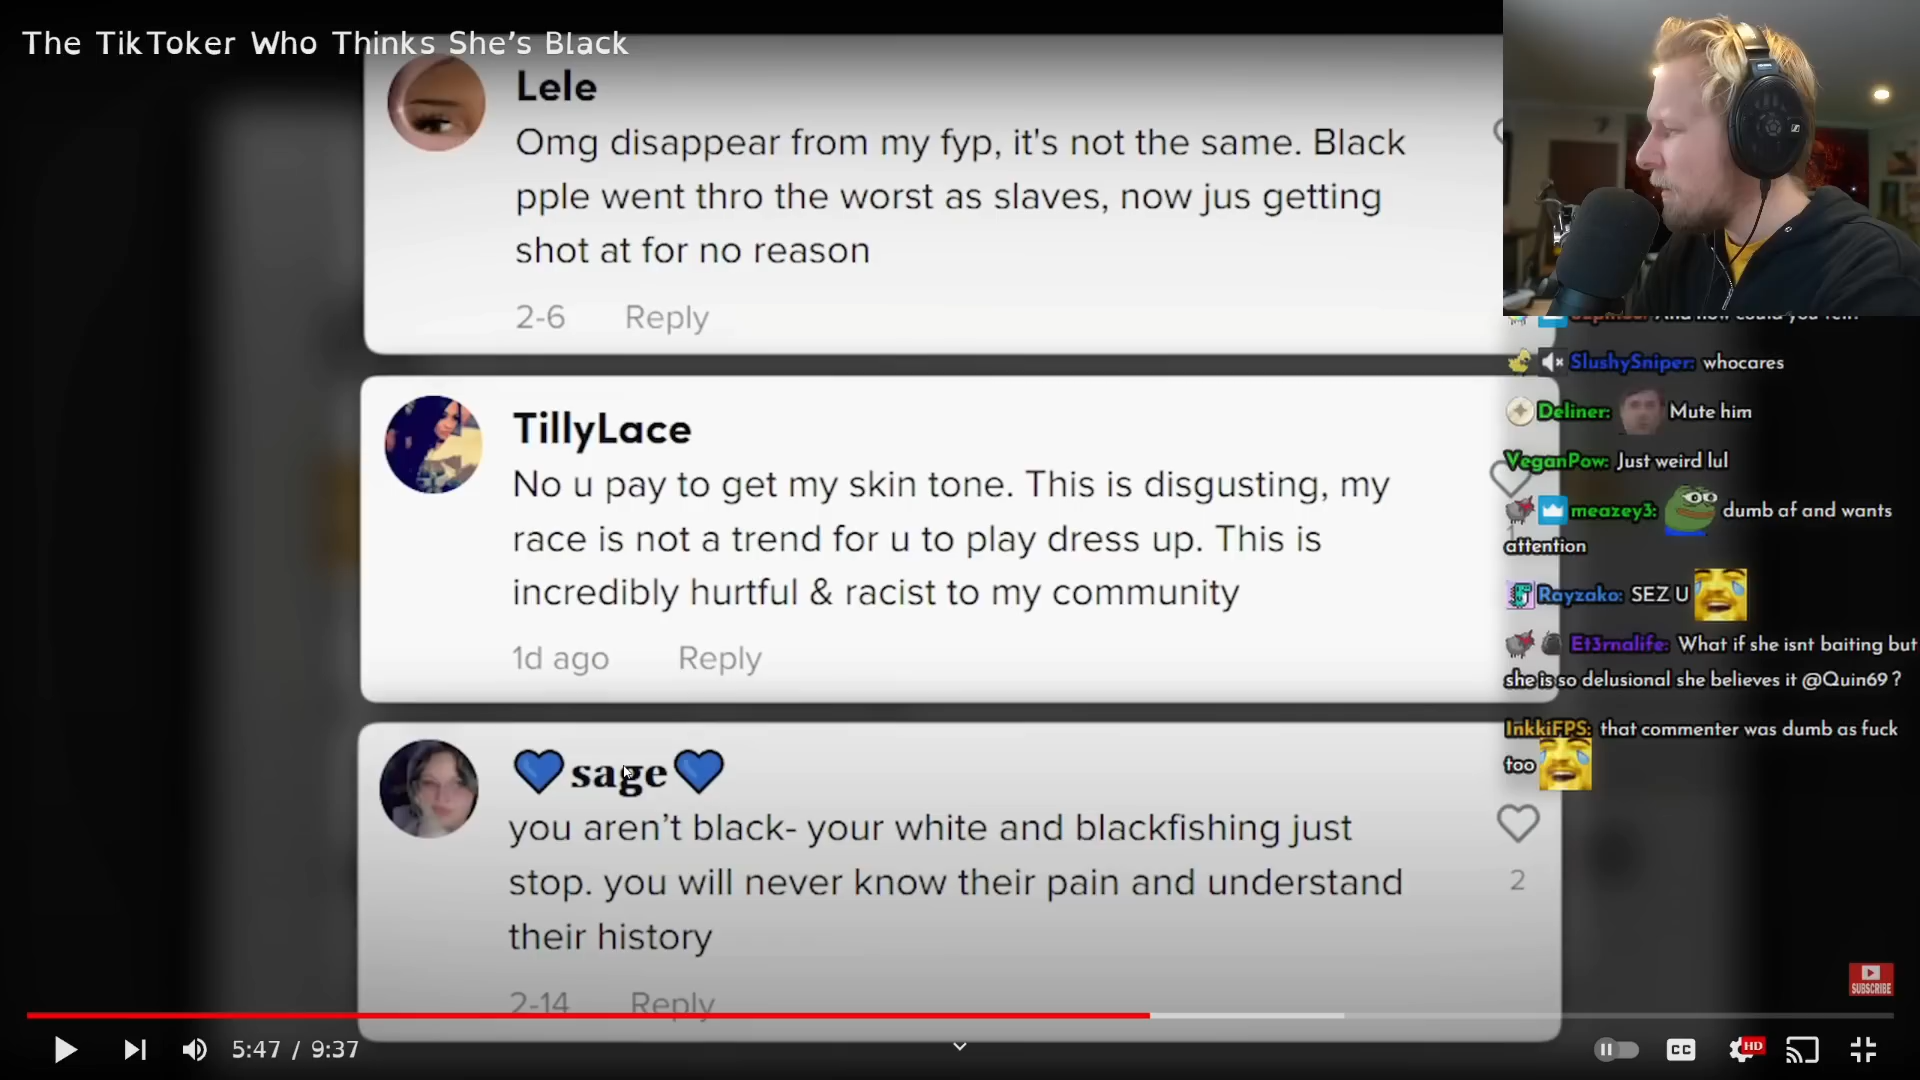 The TikToker Who Thinks She's Black
Lele
Omg disappear from my fyp, it's not the same. Black
pple went thro the worst as slaves, now jus getting
shot at for no reason
2-6 Reply
TillyLace
No u pay to get my skin tone. This is disgusting, my
race is not a trend for u to play dress up. This is
incredibly hurtful & racist to my community
1d ago Reply
💙sage💙
you aren't black- your white and blackfishing just
stop. you will never know their pain and understand
their history
2
2-14 Reply
SlushySniper: whocares
Deliner: Mute him
VeganPow: Just weird lul
meazey3: dumb af and wants
attention
Rayzako: SEZ U
Et3rnalife: What if she isnt baiting but
she is so delusional she believes it @Quin69 ?
InkkiFPS: that commenter was dumb as fuck
too
SUBSCRIBE
5:47 / 9:37
CC
HD